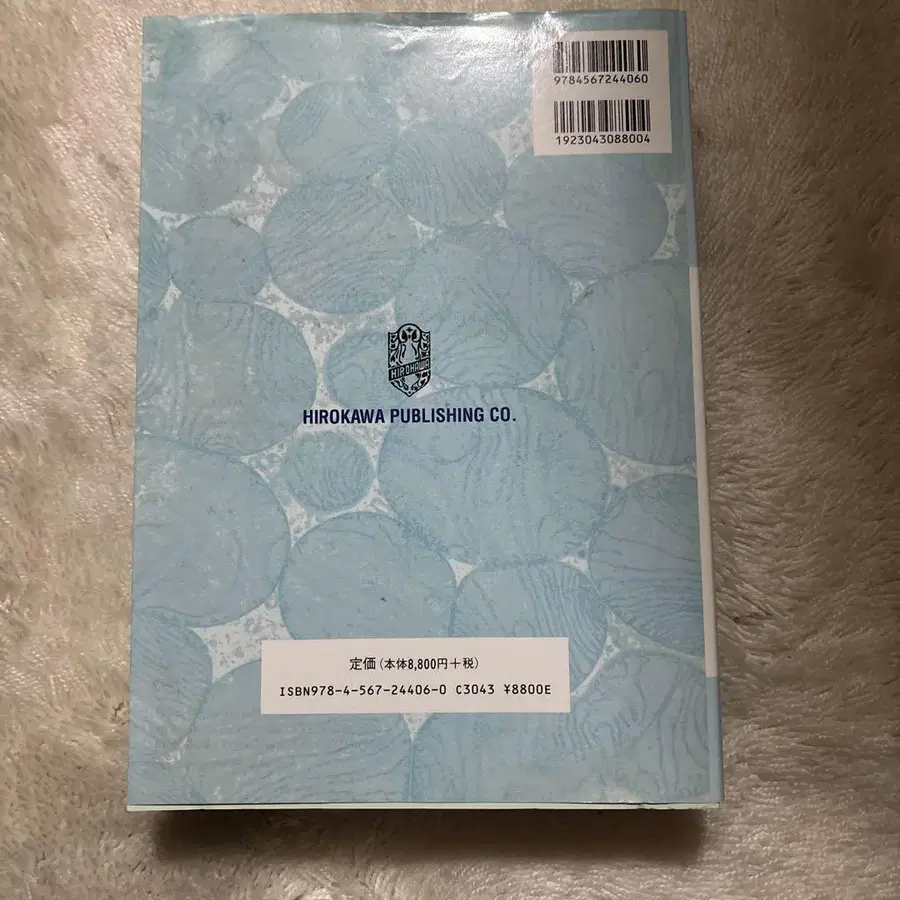 9784567244060
1923043088004
HIROKAWA
HIROKAWA PUBLISHING CO.
定価(本体8,800円+税)
ISBN978-4-567-24406-0 C3043 ¥8800E